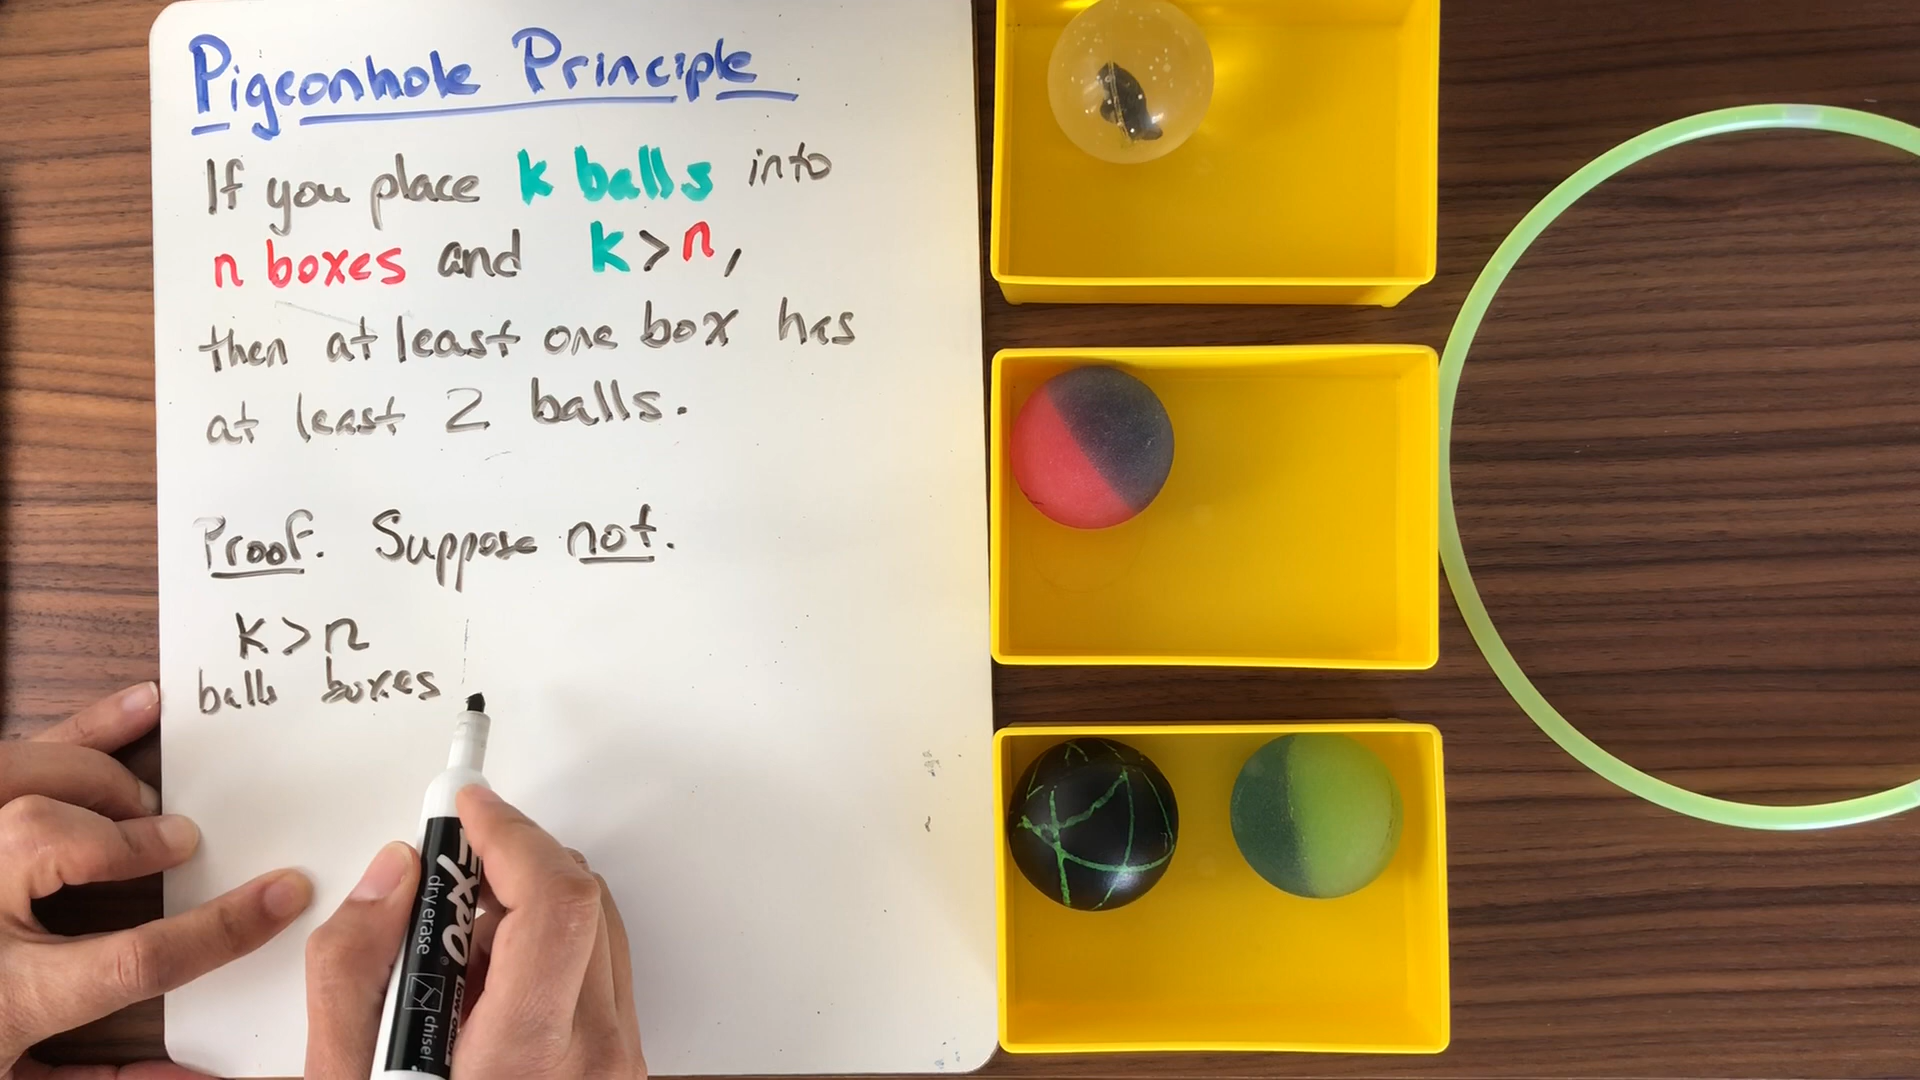 Pigeonhole Principle
If you place k balls into
n boxes and k>n,
then at least one box has
at least 2 balls.
Proof. Suppose not.
k>n
balls boxes
EXPO®
dry erase
chisel